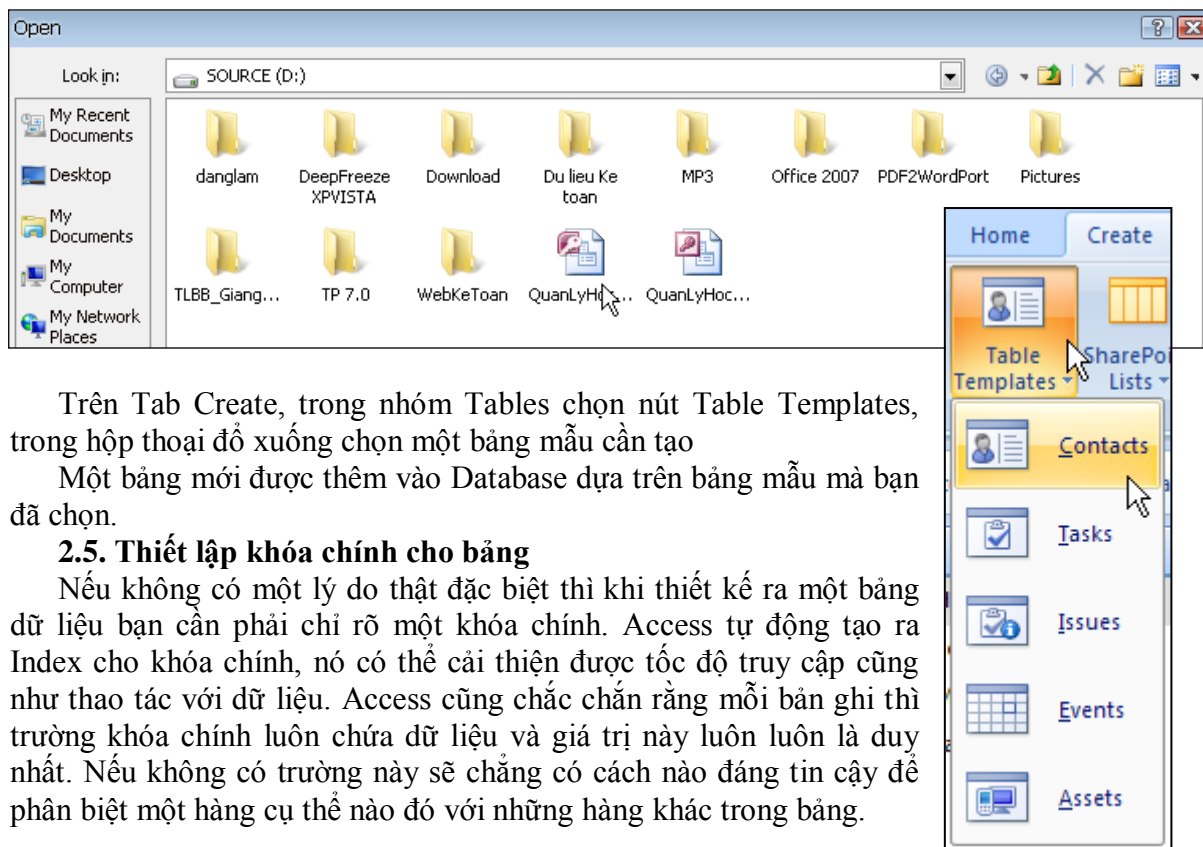 Open
Look in:
SOURCE (D:)
My Recent
Documents
Desktop
My
Documents
My
Computer
My Network
Places
danglam
DeepFreeze
XPVISTA
Download
Du lieu Ke
toan
MP3
Office 2007
PDF2WordPort
Pictures
TLBB_Giang...
TP 7.0
WebKeToan
QuanLyHo...
QuanLyHoc...
Home
Create
Table
Templates
SharePoi
Lists
Contacts
Tasks
Issues
Events
Assets
Trên Tab Create, trong nhóm Tables chọn nút Table Templates,
trong hộp thoại đổ xuống chọn một bảng mẫu cần tạo
Một bảng mới được thêm vào Database dựa trên bảng mẫu mà bạn
đã chọn.
2.5. Thiết lập khóa chính cho bảng
Nếu không có một lý do thật đặc biệt thì khi thiết kế ra một bảng
dữ liệu bạn cần phải chỉ rõ một khóa chính. Access tự động tạo ra
Index cho khóa chính, nó có thể cải thiện được tốc độ truy cập cũng
như thao tác với dữ liệu. Access cũng chắc chắn rằng mỗi bản ghi thì
trường khóa chính luôn chứa dữ liệu và giá trị này luôn luôn là duy
nhất. Nếu không có trường này sẽ chẳng có cách nào đáng tin cậy để
phân biệt một hàng cụ thể nào đó với những hàng khác trong bảng.